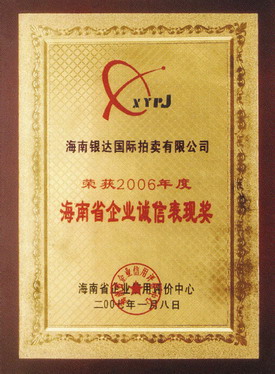 XYPJ
海南银达国际拍卖有限公司
荣获2006年度
海南省企业诚信表现奖
海南省企业信用评价中心
二00七年一月八日